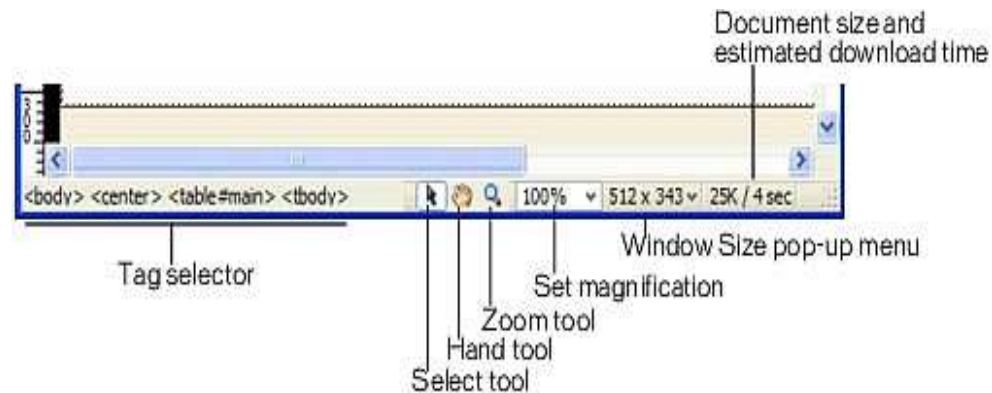 Document size and
estimated download time
<body> <center> <table#main> <tbody>
100%
512 x 343
25K / 4 sec
Window Size pop-up menu
Tag selector
Set magnification
Zoom tool
Hand tool
Select tool